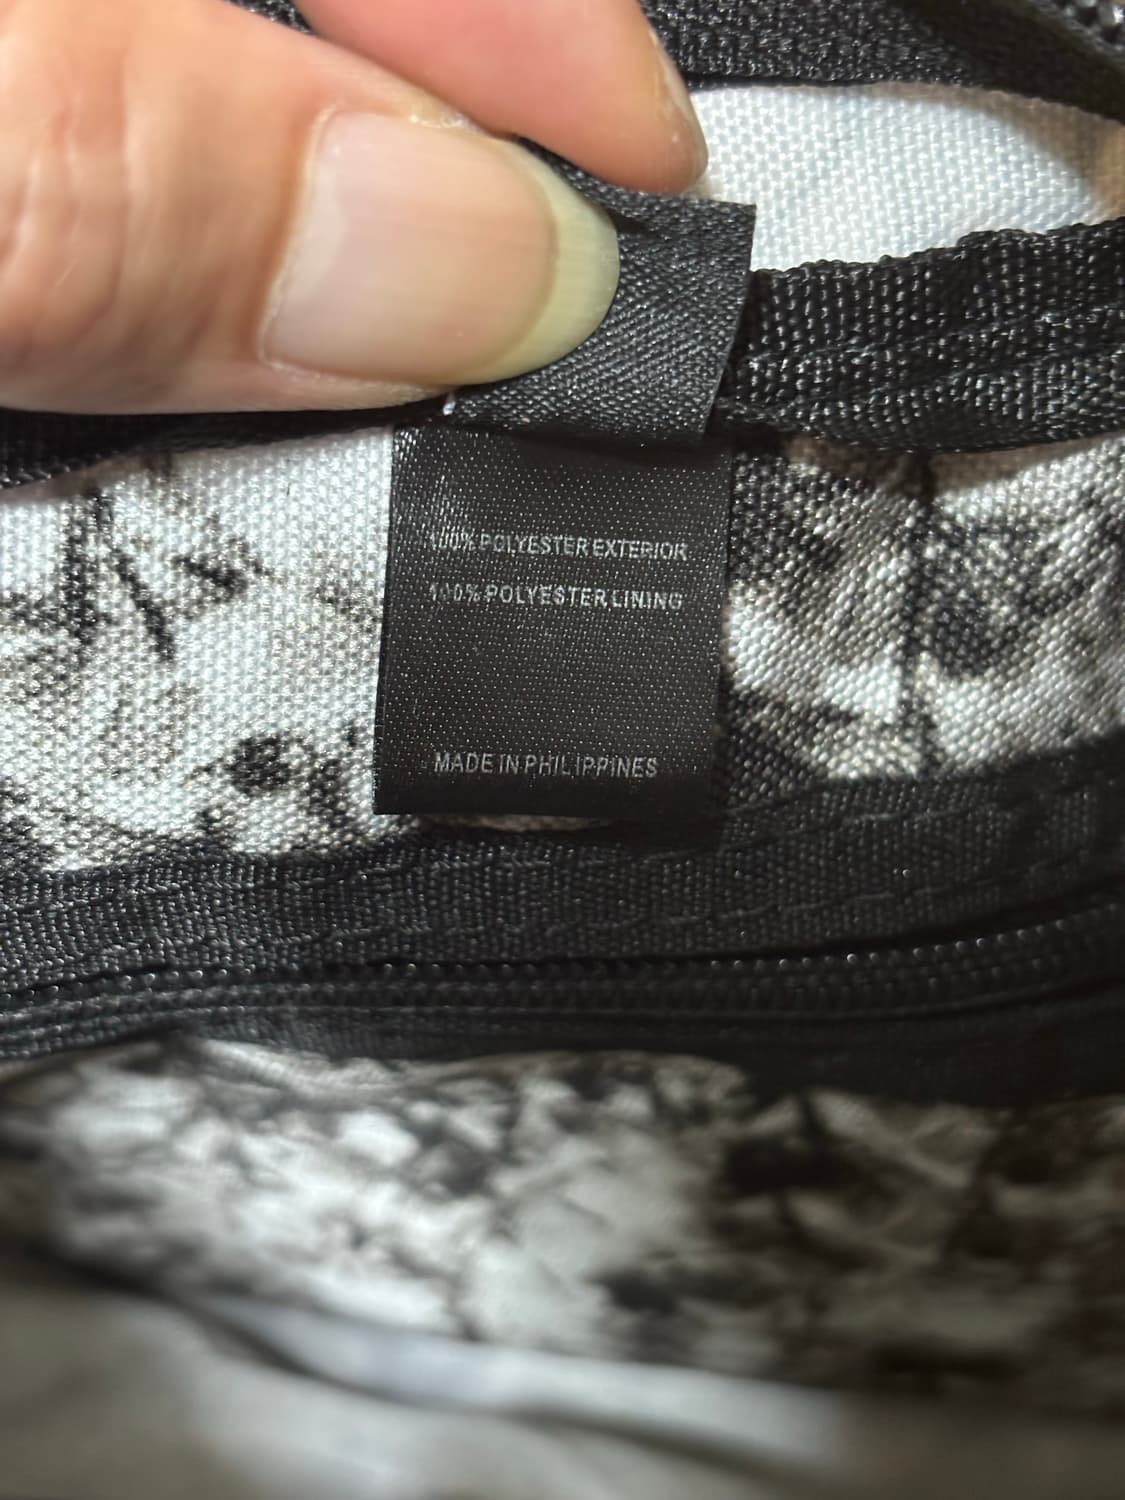 100% POLYESTER EXTERIOR
100% POLYESTER LINING
MADE IN PHILIPPINES